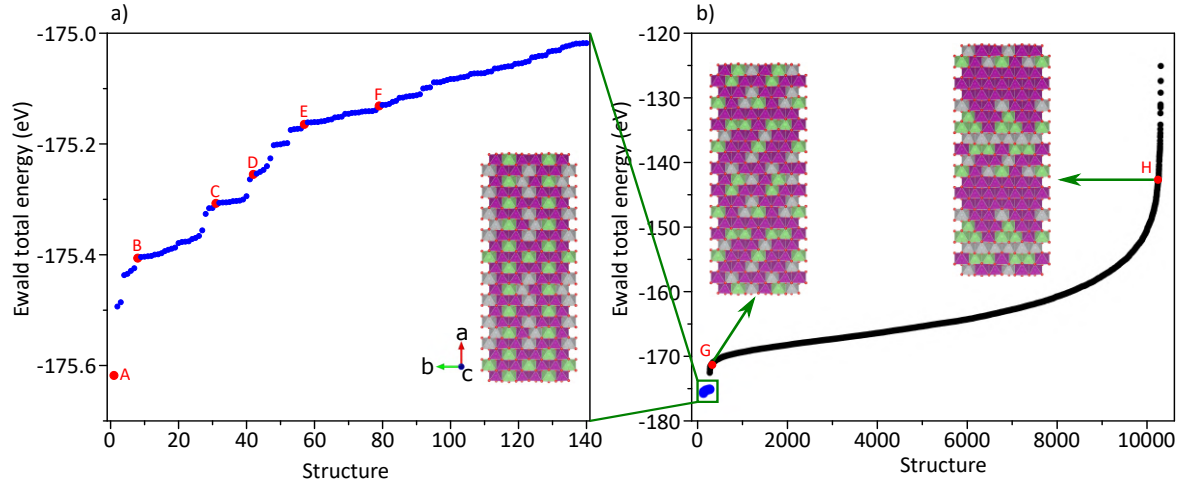 a)
-175.0
-175.2
-175.4
-175.6
Ewald total energy (eV)
A
B
C
D
E
F
a
b
c
0
20
40
60
80
100
120
140
Structure
b)
-120
-130
-140
-150
-160
-170
-180
Ewald total energy (eV)
G
H
0
2000
4000
6000
8000
10000
Structure